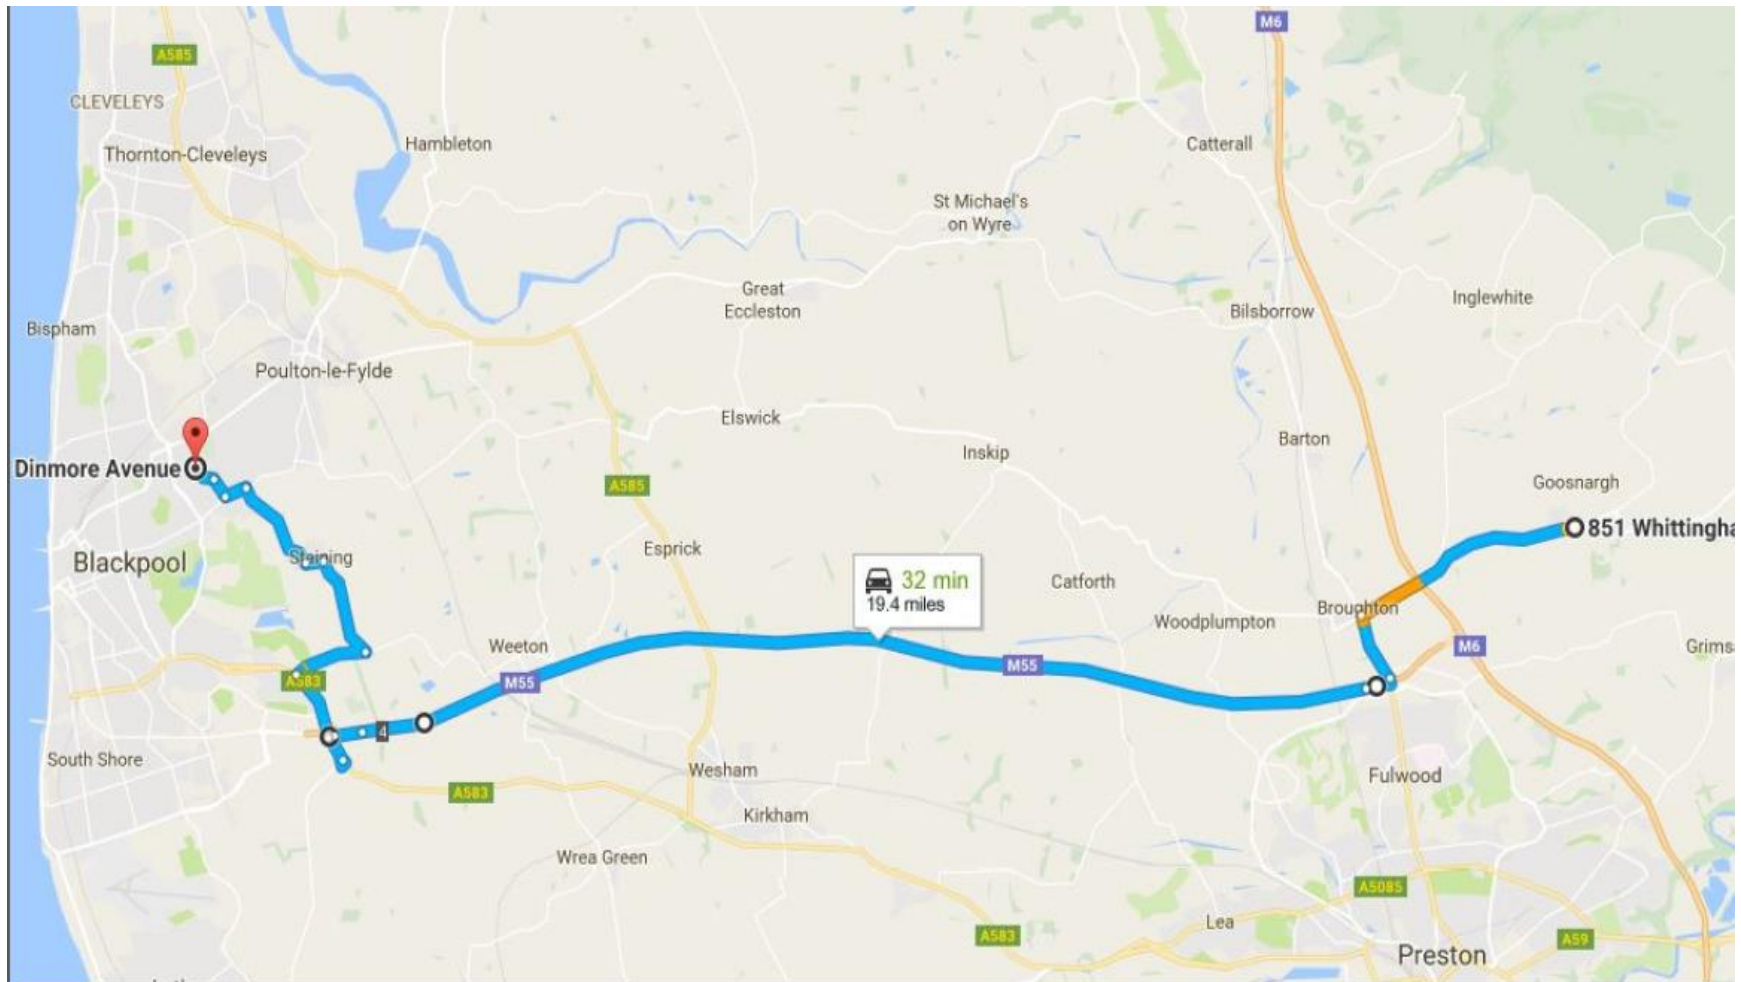 M6
A585
CLEVELEYS
Thornton-Cleveleys
Hambleton
Catterall
St Michael's
on Wyre
Great
Eccleston
Inglewhite
Bilsborrow
Bispham
Poulton-le-Fylde
Elswick
Barton
Inskip
Dinmore Avenue
A585
Goosnargh
851 Whittingha
Blackpool
Staining
Esprick
32 min
19.4 miles
Catforth
Broughton
Woodplumpton
Weeton
M6
Grims
M55
M55
A583
4
South Shore
Wesham
Fulwood
A583
Kirkham
Wrea Green
A5085
Lea
A583
A59
Preston